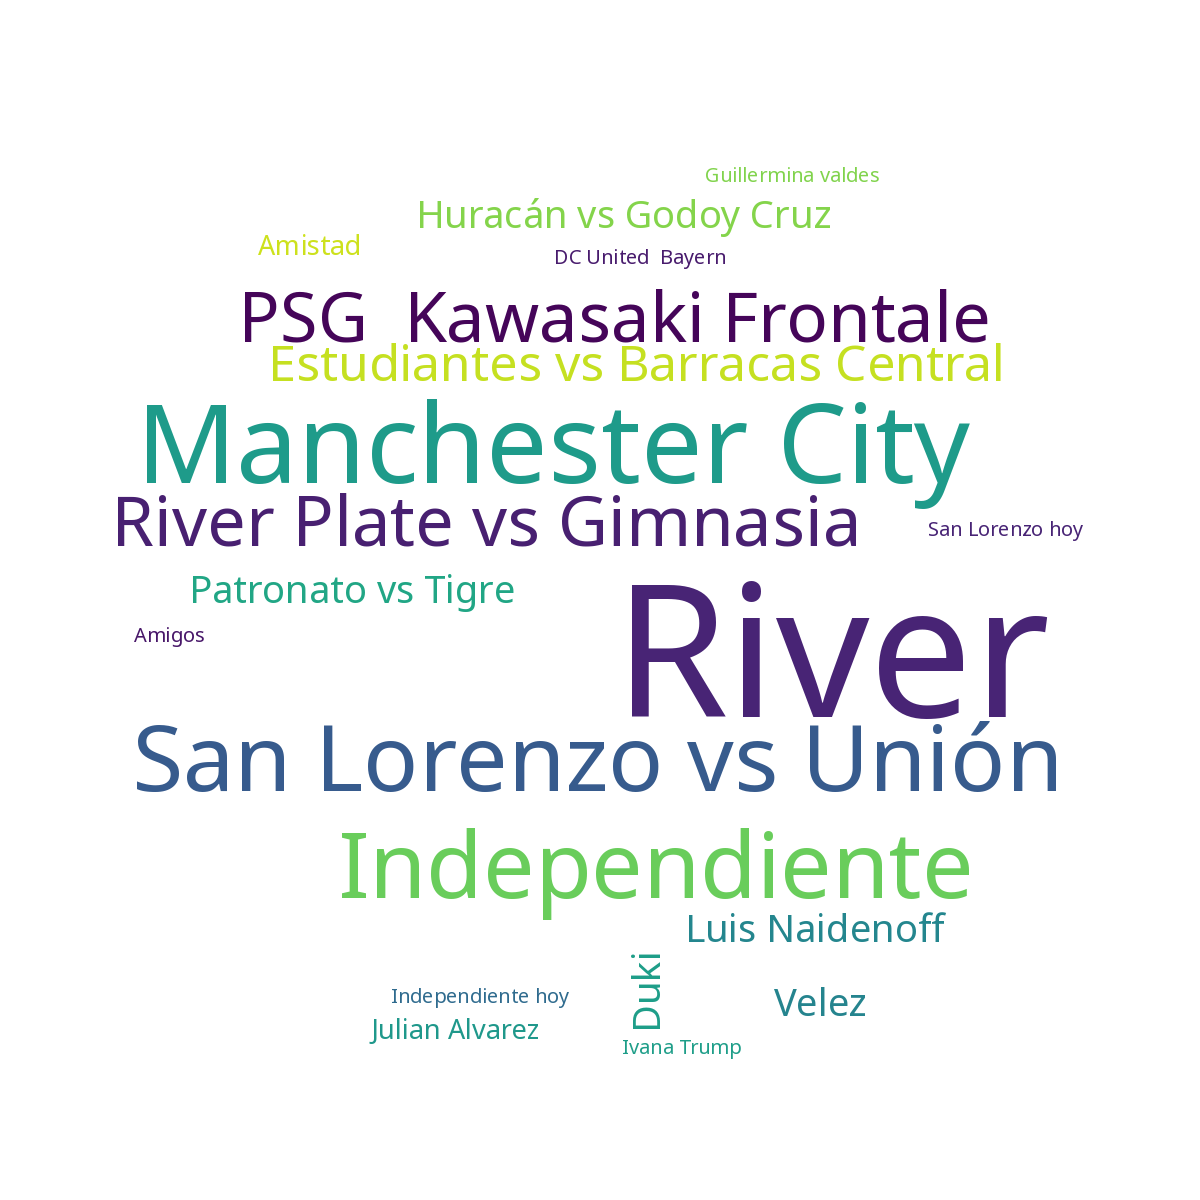 Guillermina valdes
Huracán vs Godoy Cruz
Amistad
DC United  Bayern
PSG  Kawasaki Frontale
Estudiantes vs Barracas Central
Manchester City
River Plate vs Gimnasia
San Lorenzo hoy
Patronato vs Tigre
Amigos
River
San Lorenzo vs Unión
Independiente
Luis Naidenoff
Duki
Independiente hoy
Velez
Julian Alvarez
Ivana Trump